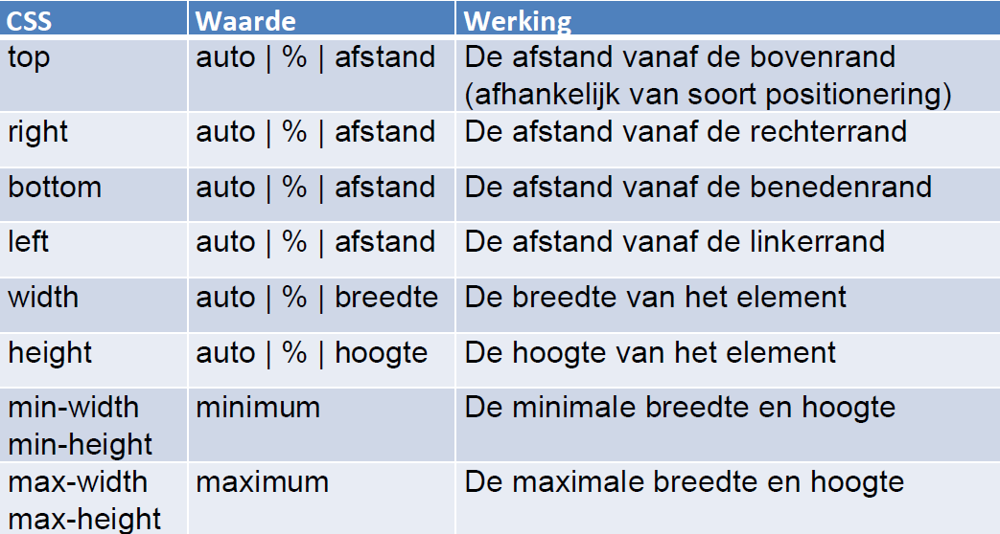 CSS Waarde Werking
top auto | % | afstand De afstand vanaf de bovenrand
(afhankelijk van soort positionering)
right auto | % | afstand De afstand vanaf de rechterrand
bottom auto | % | afstand De afstand vanaf de benedenrand
left auto | % | afstand De afstand vanaf de linkerrand
width auto | % | breedte De breedte van het element
height auto | % | hoogte De hoogte van het element
min-width minimum De minimale breedte en hoogte
min-height
max-width maximum De maximale breedte en hoogte
max-height